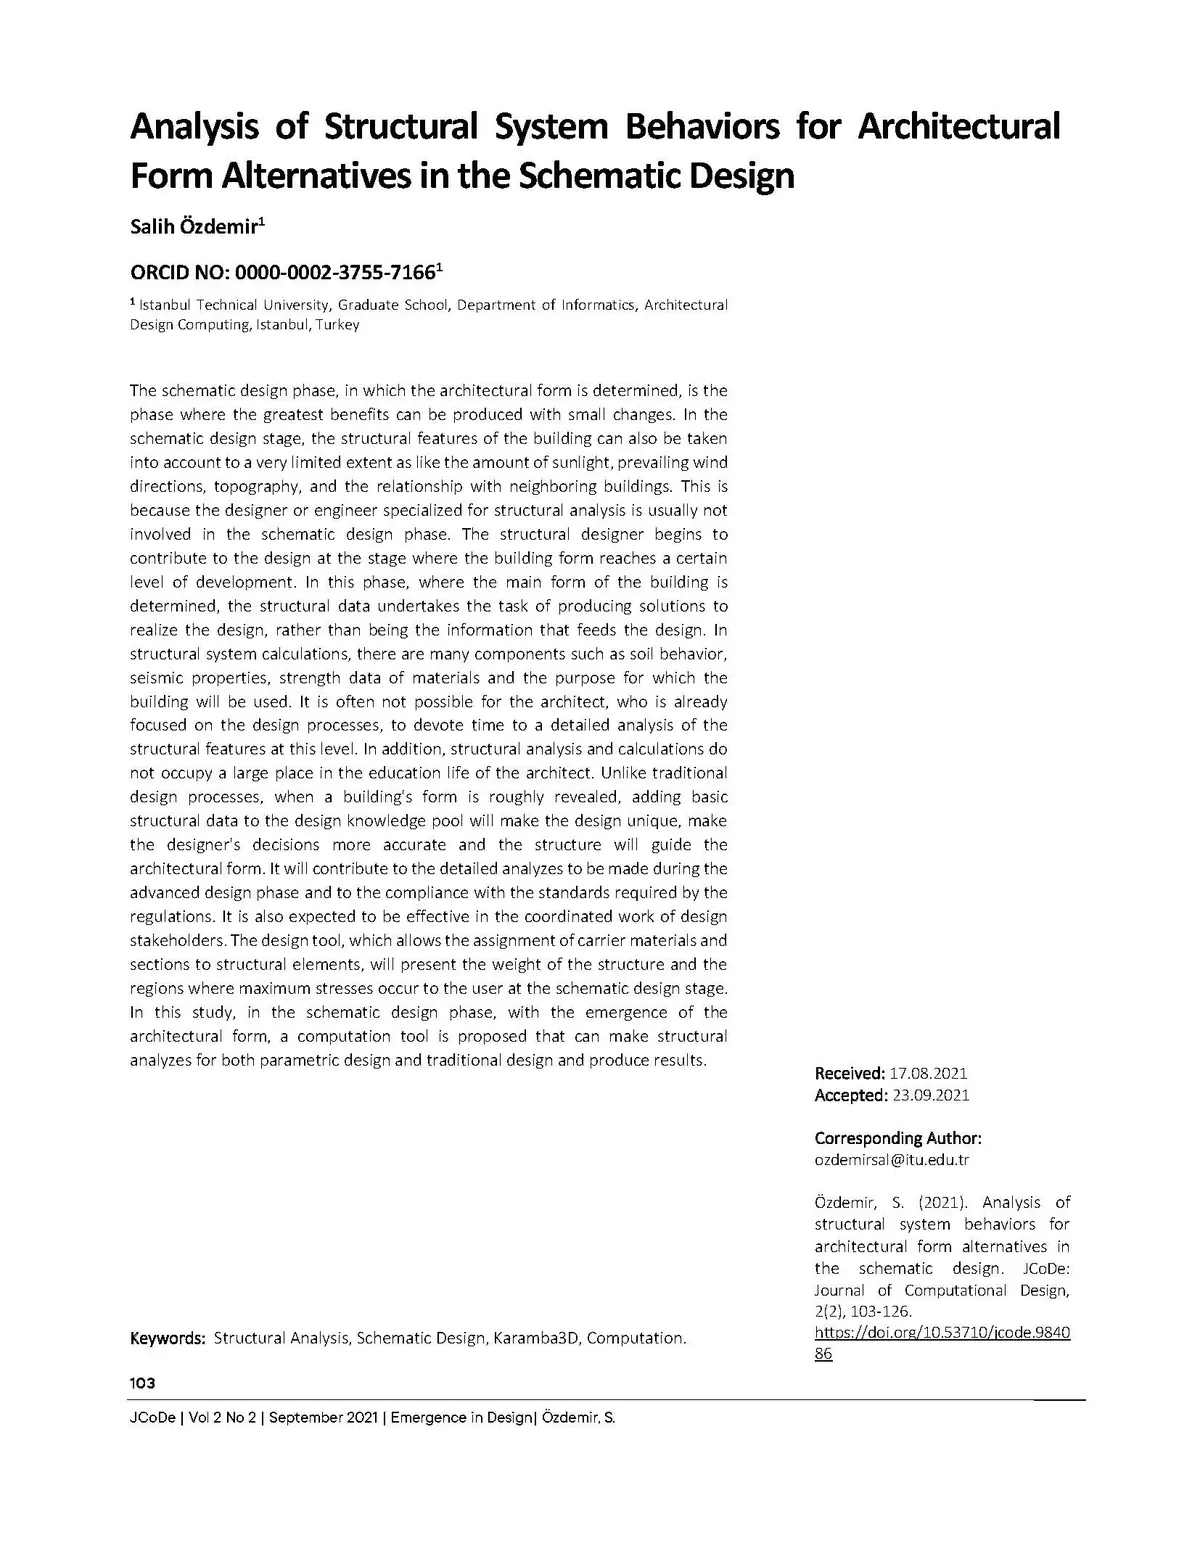 Analysis of Structural System Behaviors for Architectural
Form Alternatives in the Schematic Design
Salih Özdemir¹
ORCID NO: 0000-0002-3755-7166¹
¹ Istanbul Technical University, Graduate School, Department of Informatics, Architectural
Design Computing, Istanbul, Turkey
The schematic design phase, in which the architectural form is determined, is the
phase where the greatest benefits can be produced with small changes. In the
schematic design stage, the structural features of the building can also be taken
into account to a very limited extent as like the amount of sunlight, prevailing wind
directions, topography, and the relationship with neighboring buildings. This is
because the designer or engineer specialized for structural analysis is usually not
involved in the schematic design phase. The structural designer begins to
contribute to the design at the stage where the building form reaches a certain
level of development. In this phase, where the main form of the building is
determined, the structural data undertakes the task of producing solutions to
realize the design, rather than being the information that feeds the design. In
structural system calculations, there are many components such as soil behavior,
seismic properties, strength data of materials and the purpose for which the
building will be used. It is often not possible for the architect, who is already
focused on the design processes, to devote time to a detailed analysis of the
structural features at this level. In addition, structural analysis and calculations do
not occupy a large place in the education life of the architect. Unlike traditional
design processes, when a building's form is roughly revealed, adding basic
structural data to the design knowledge pool will make the design unique, make
the designer's decisions more accurate and the structure will guide the
architectural form. It will contribute to the detailed analyzes to be made during the
advanced design phase and to the compliance with the standards required by the
regulations. It is also expected to be effective in the coordinated work of design
stakeholders. The design tool, which allows the assignment of carrier materials and
sections to structural elements, will present the weight of the structure and the
regions where maximum stresses occur to the user at the schematic design stage.
In this study, in the schematic design phase, with the emergence of the
architectural form, a computation tool is proposed that can make structural
analyzes for both parametric design and traditional design and produce results.
Received: 17.08.2021
Accepted: 23.09.2021
Corresponding Author:
ozdemirsal@itu.edu.tr
Özdemir, S. (2021). Analysis of
structural system behaviors for
architectural form alternatives in
the schematic design. JCoDe:
Journal of Computational Design,
2(2), 103-126.
https://doi.org/10.53710/jcode.9840
86
Keywords: Structural Analysis, Schematic Design, Karamba3D, Computation.
103
JCoDe | Vol 2 No 2 | September 2021 | Emergence in Design| Özdemir, S.